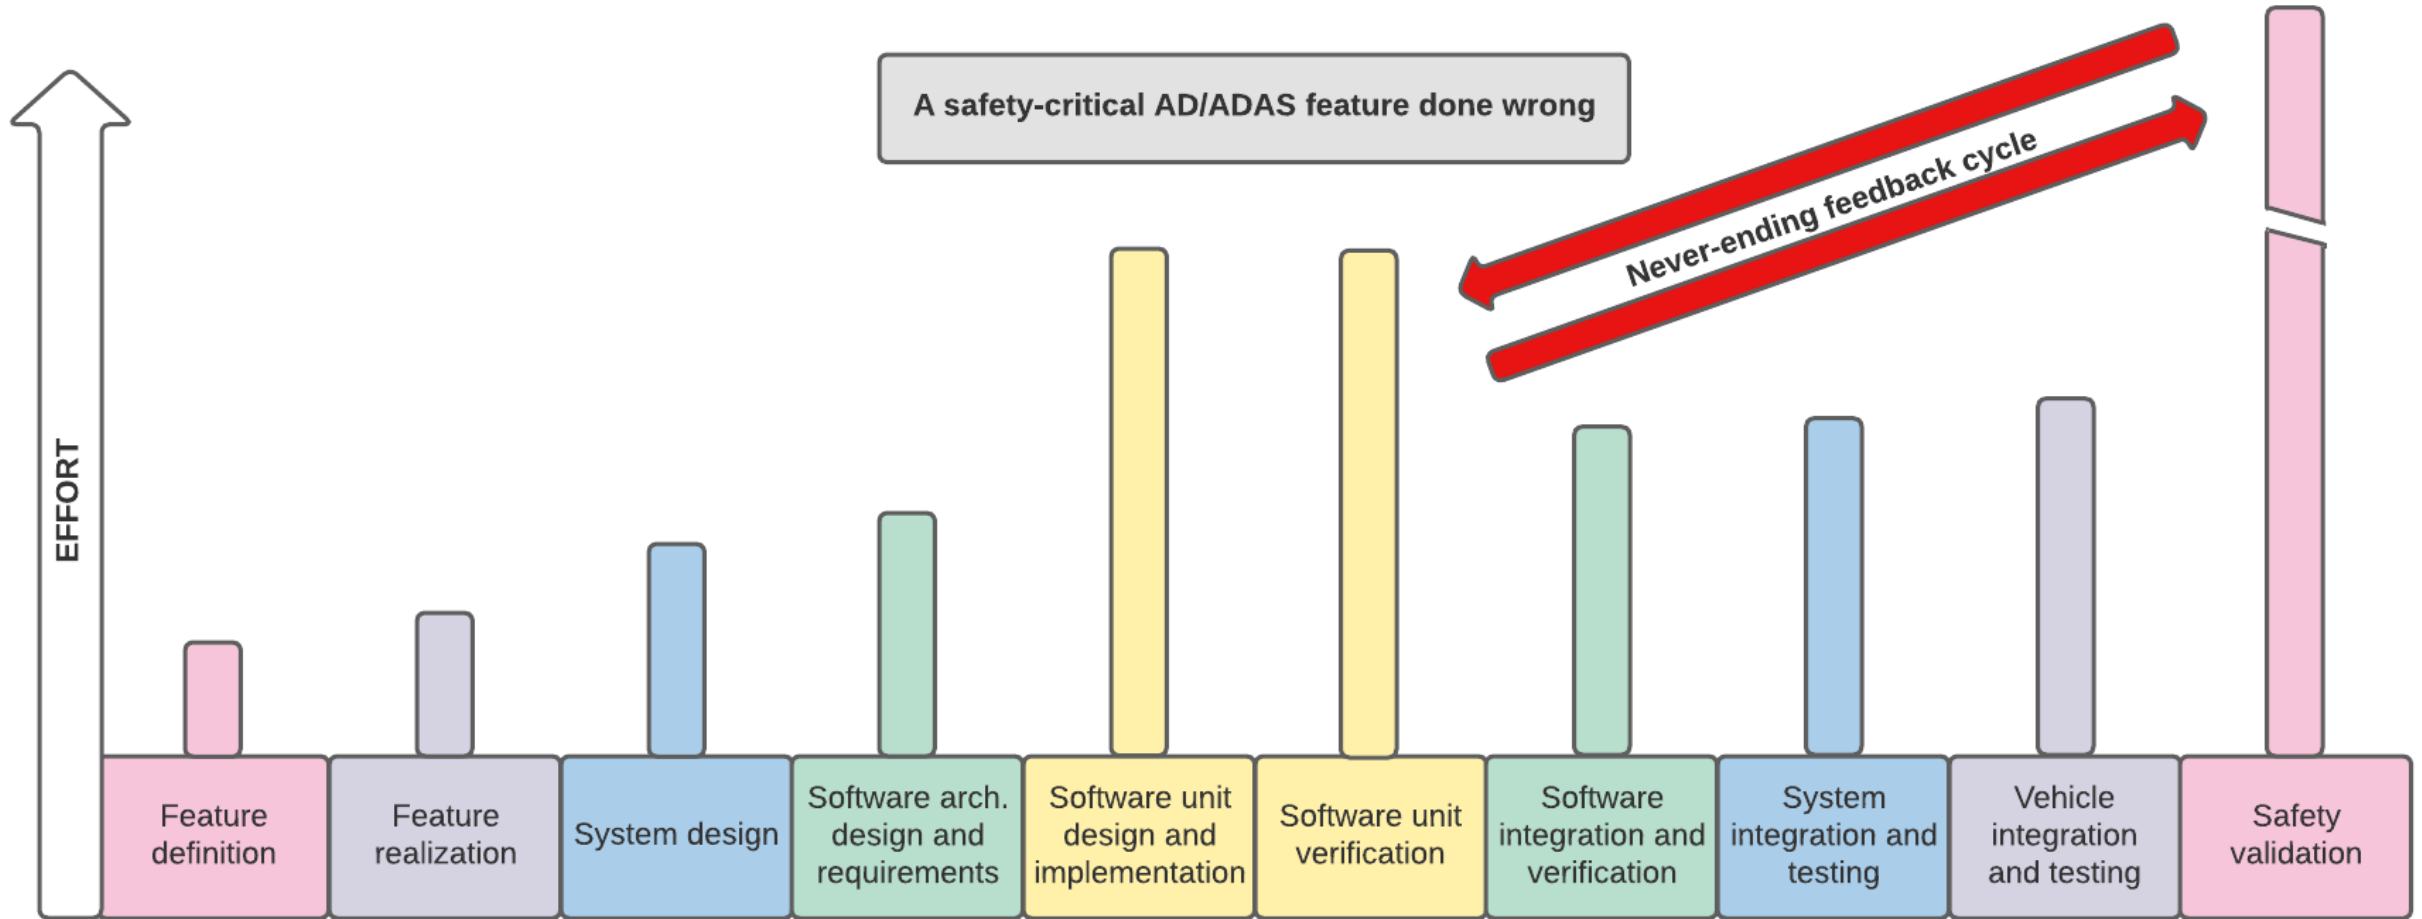 A safety-critical AD/ADAS feature done wrong
Never-ending feedback cycle
EFFORT
Feature
definition
Feature
realization
System design
Software arch.
design and
requirements
Software unit
design and
implementation
Software unit
verification
Software
integration and
verification
System
integration and
testing
Vehicle
integration
and testing
Safety
validation